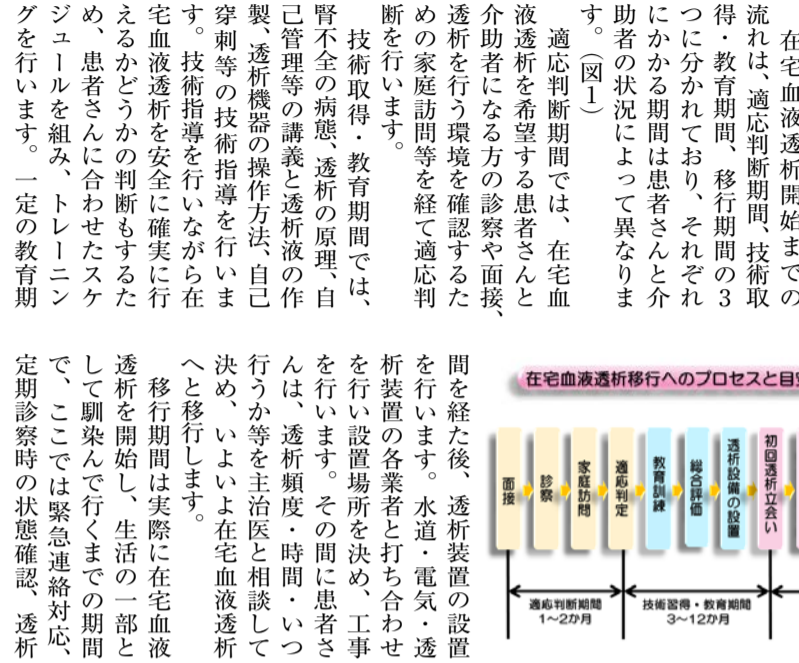 在宅血液透析開始までの
流れは、適応判断期間、技術取
得・教育期間、移行期間の3
つに分かれており、それぞれ
にかかる期間は患者さんと介
助者の状況によって異なりま
す。（図1）
適応判断期間では、在宅血
液透析を希望する患者さんと
介助者になる方の診察や面接、
透析を行う環境を確認するた
めの家庭訪問等を経て適応判
断を行います。
技術取得・教育期間では、
腎不全の病態、透析の原理、自
己管理等の講義と透析液の作
製、透析機器の操作方法、自己
穿刺等の技術指導を行いま
す。技術指導を行いながら在
宅血液透析を安全に確実に行
えるかどうかの判断もするた
め、患者さんに合わせたスケ
ジュールを組み、トレーニン
グを行います。一定の教育期
間を経た後、透析装置の設置
を行います。水道・電気・透
析装置の各業者と打ち合わせ
を行い設置場所を決め、工事
を行います。その間に患者さ
んは、透析頻度・時間・いつ
行うか等を主治医と相談して
決め、いよいよ在宅血液透析
へと移行します。
移行期間は実際に在宅血液
透析を開始し、生活の一部と
して馴染んで行くまでの期間
で、ここでは緊急連絡対応、
定期診察時の状態確認、透析
在宅血液透析移行へのプロセスと目安
面接
診察
家庭訪問
適応判定
教育訓練
総合評価
透析設備の設置
初回透析立会い
適応判断期間
1〜2か月
技術習得・教育期間
3〜12か月